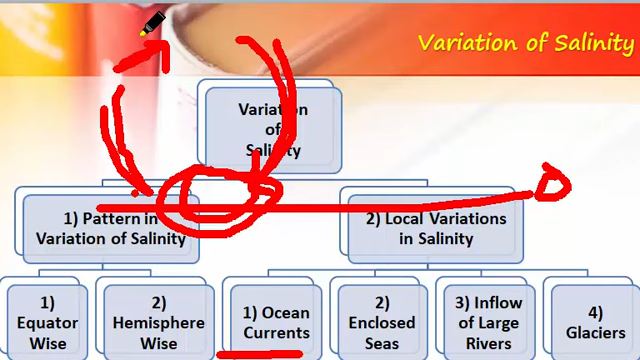 Variation of Salinity
Variation
of
Salinity
1) Pattern in
Variation of Salinity
2) Local Variations
in Salinity
1)
Equator
Wise
2)
Hemisphere
Wise
1) Ocean
Currents
2)
Enclosed
Seas
3) Inflow
of Large
Rivers
4)
Glaciers